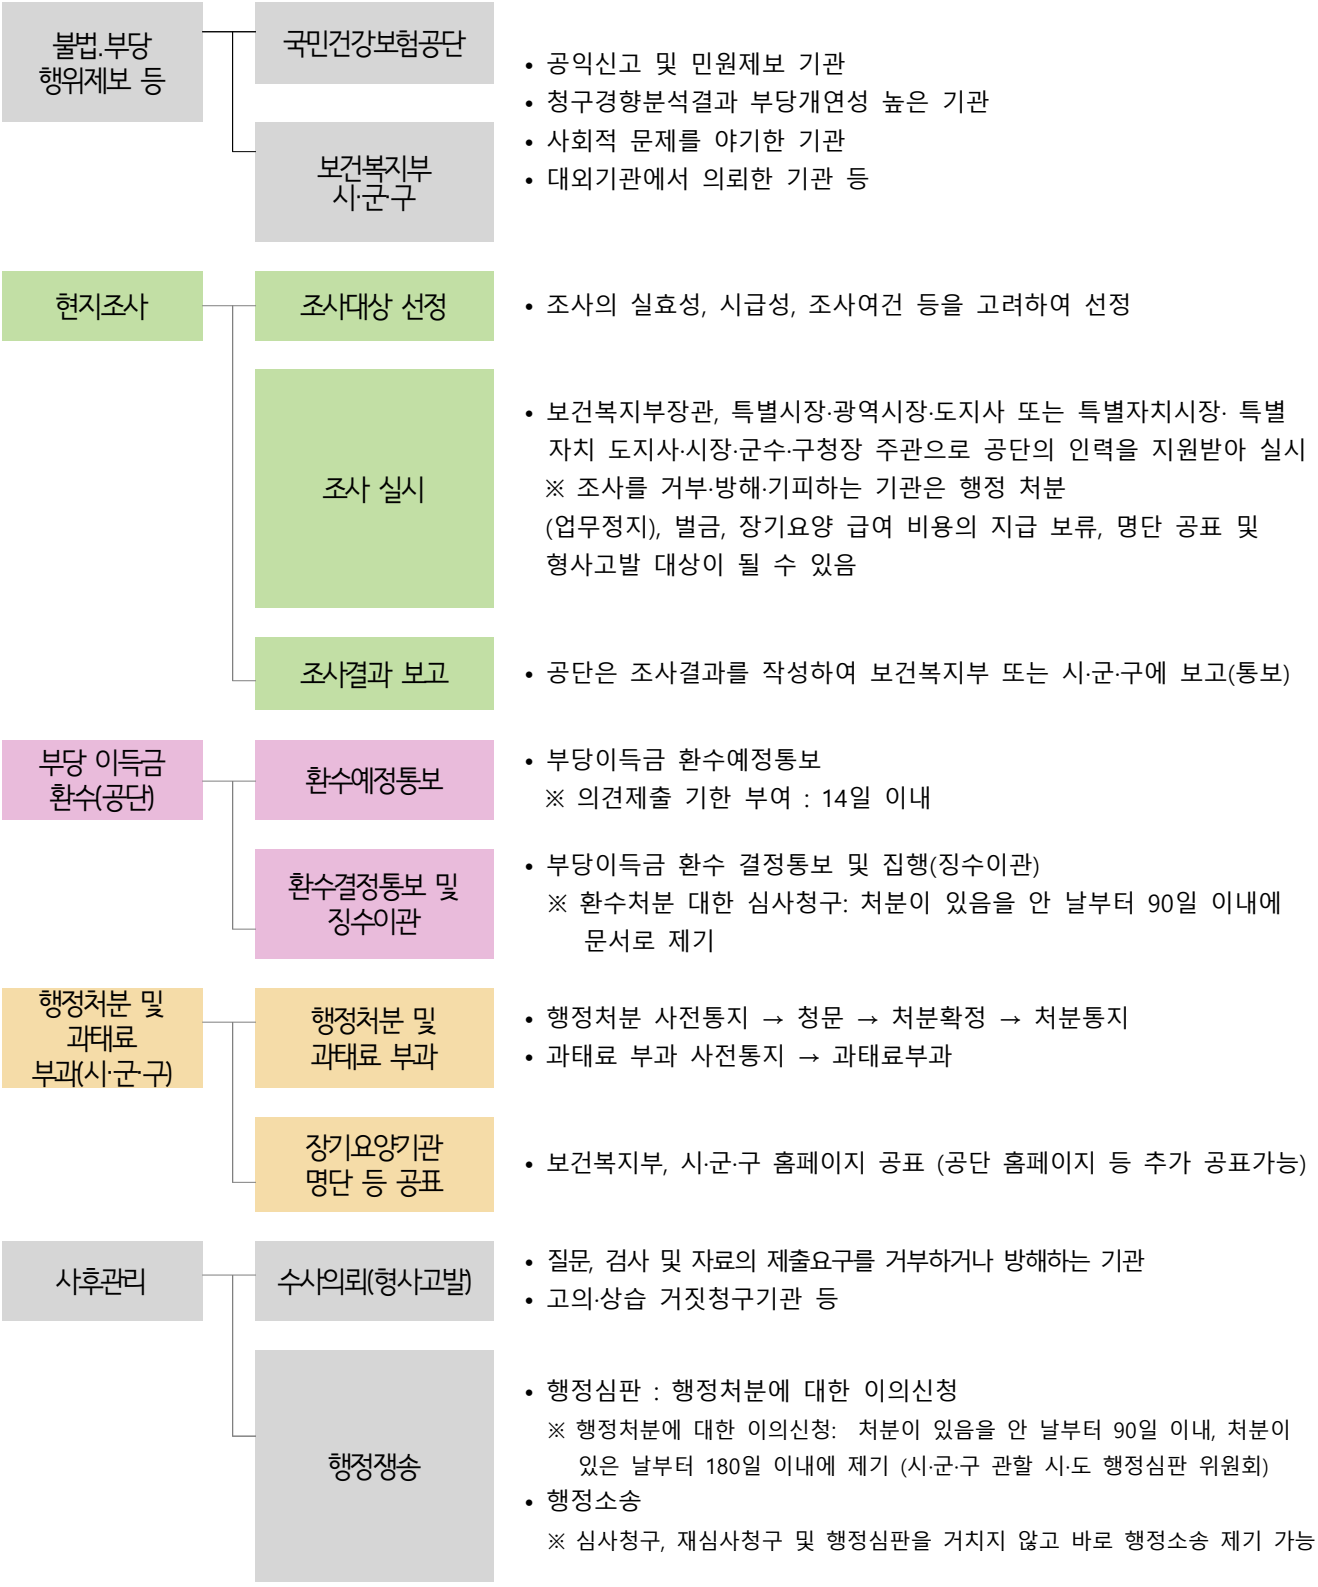 불법.부당
행위제보 등
국민건강보험공단
보건복지부
시·군·구
• 공익신고 및 민원제보 기관
• 청구경향분석결과 부당개연성 높은 기관
• 사회적 문제를 야기한 기관
• 대외기관에서 의뢰한 기관 등
현지조사
조사대상 선정
• 조사의 실효성, 시급성, 조사여건 등을 고려하여 선정
조사 실시
• 보건복지부장관, 특별시장·광역시장·도지사 또는 특별자치시장· 특별
자치 도지사·시장·군수·구청장 주관으로 공단의 인력을 지원받아 실시
※ 조사를 거부·방해·기피하는 기관은 행정 처분
(업무정지), 벌금, 장기요양 급여 비용의 지급 보류, 명단 공표 및
형사고발 대상이 될 수 있음
조사결과 보고
• 공단은 조사결과를 작성하여 보건복지부 또는 시·군·구에 보고(통보)
부당 이득금
환수(공단)
환수예정통보
• 부당이득금 환수예정통보
※ 의견제출 기한 부여 : 14일 이내
환수결정통보 및
징수이관
• 부당이득금 환수 결정통보 및 집행(징수이관)
※ 환수처분 대한 심사청구: 처분이 있음을 안 날부터 90일 이내에
문서로 제기
행정처분 및
과태료
부과(시·군·구)
행정처분 및
과태료 부과
• 행정처분 사전통지 → 청문 → 처분확정 → 처분통지
• 과태료 부과 사전통지 → 과태료부과
장기요양기관
명단 등 공표
• 보건복지부, 시·군·구 홈페이지 공표 (공단 홈페이지 등 추가 공표가능)
사후관리
수사의뢰(형사고발)
• 질문, 검사 및 자료의 제출요구를 거부하거나 방해하는 기관
• 고의·상습 거짓청구기관 등
행정쟁송
• 행정심판 : 행정처분에 대한 이의신청
※ 행정처분에 대한 이의신청: 처분이 있음을 안 날부터 90일 이내, 처분이
있은 날부터 180일 이내에 제기 (시·군·구 관할 시·도 행정심판 위원회)
• 행정소송
※ 심사청구, 재심사청구 및 행정심판을 거치지 않고 바로 행정소송 제기 가능